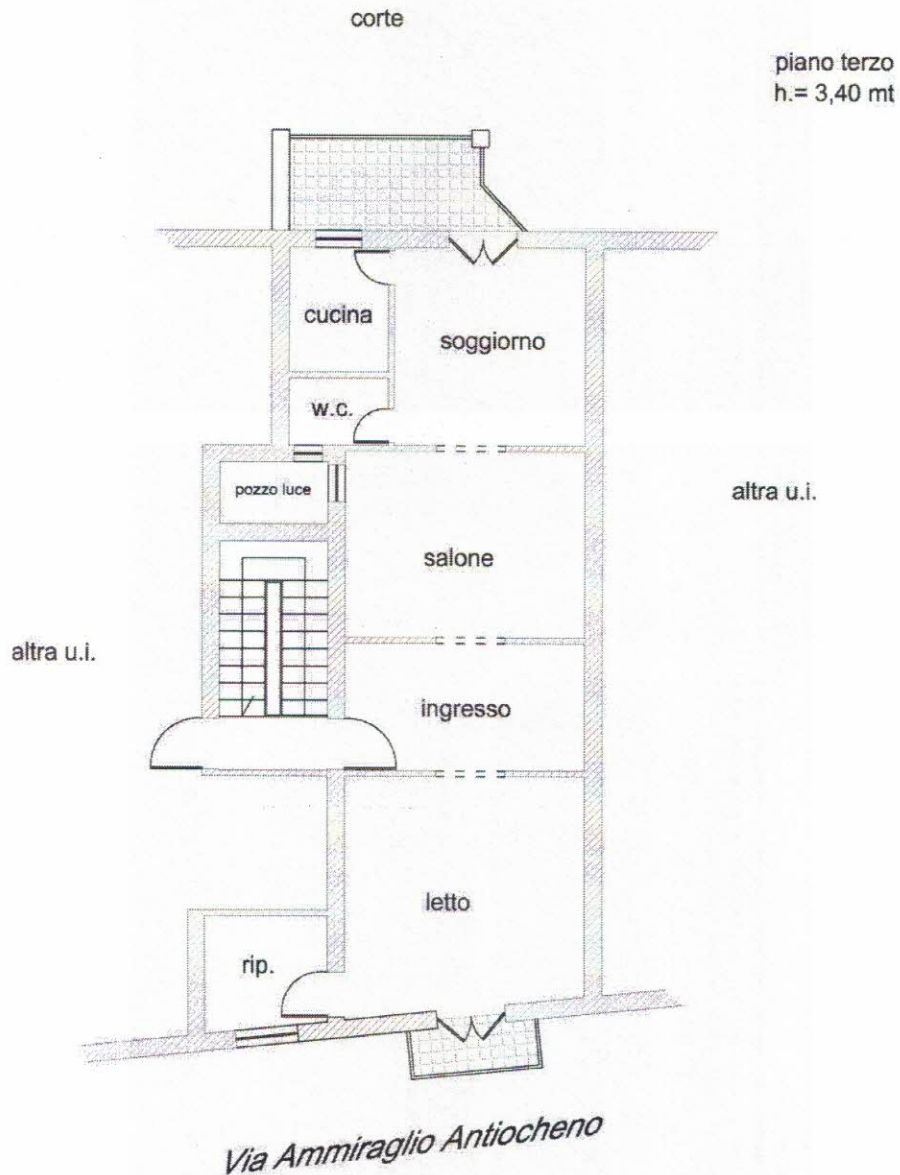 corte
piano terzo
h.= 3,40 mt
cucina
soggiorno
w.c.
pozzo luce
altra u.i.
salone
altra u.i.
ingresso
letto
rip.
Via Ammiraglio Antiocheno